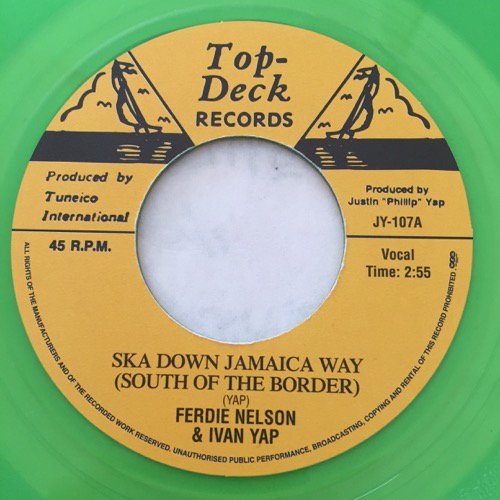 Top-
Deck
RECORDS
Produced by
Tuneico
International
Produced by
Justin "Phillip" Yap
JY-107A
45 R.P.M.
Vocal
Time: 2:55
SKA DOWN JAMAICA WAY
(SOUTH OF THE BORDER)
(YAP)
FERDIE NELSON
& IVAN YAP
ALL RIGHTS OF THE MANUFACTURERS AND OF THE RECORDED WORK RESERVED. UNAUTHORISED PUBLIC PERFORMANCE, BROADCASTING, COPYING AND RENTAL OF THIS RECORD PROHIBITED.